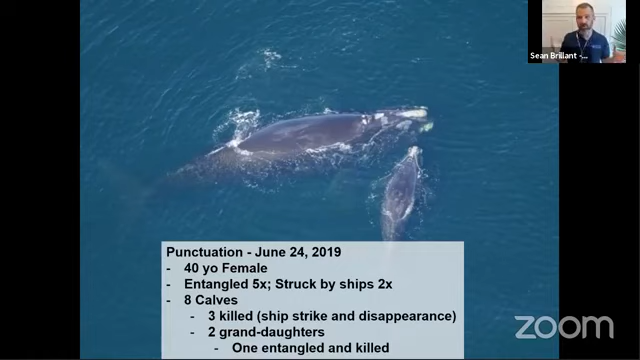 Sean Brillant -...
Punctuation - June 24, 2019
- 40 yo Female
- Entangled 5x; Struck by ships 2x
- 8 Calves
- 3 killed (ship strike and disappearance)
- 2 grand-daughters
- One entangled and killed
zoom